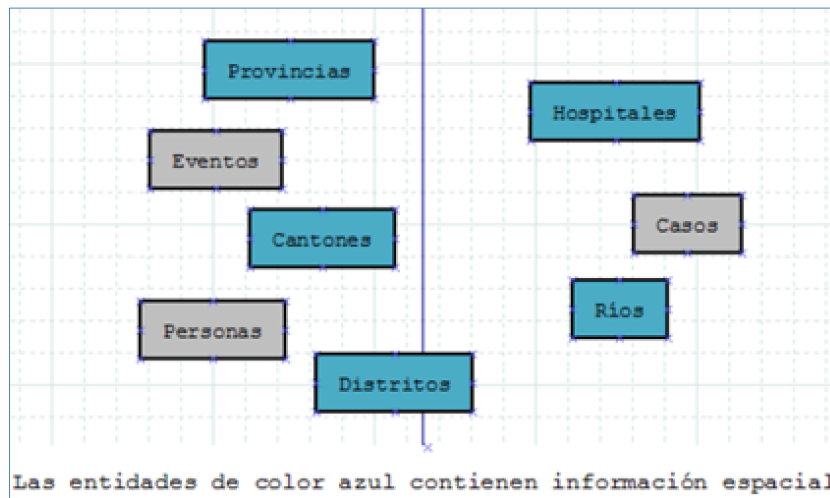 Provincias
Hospitales
Eventos
Casos
Cantones
Ríos
Personas
Distritos
Las entidades de color azul contienen información espacial